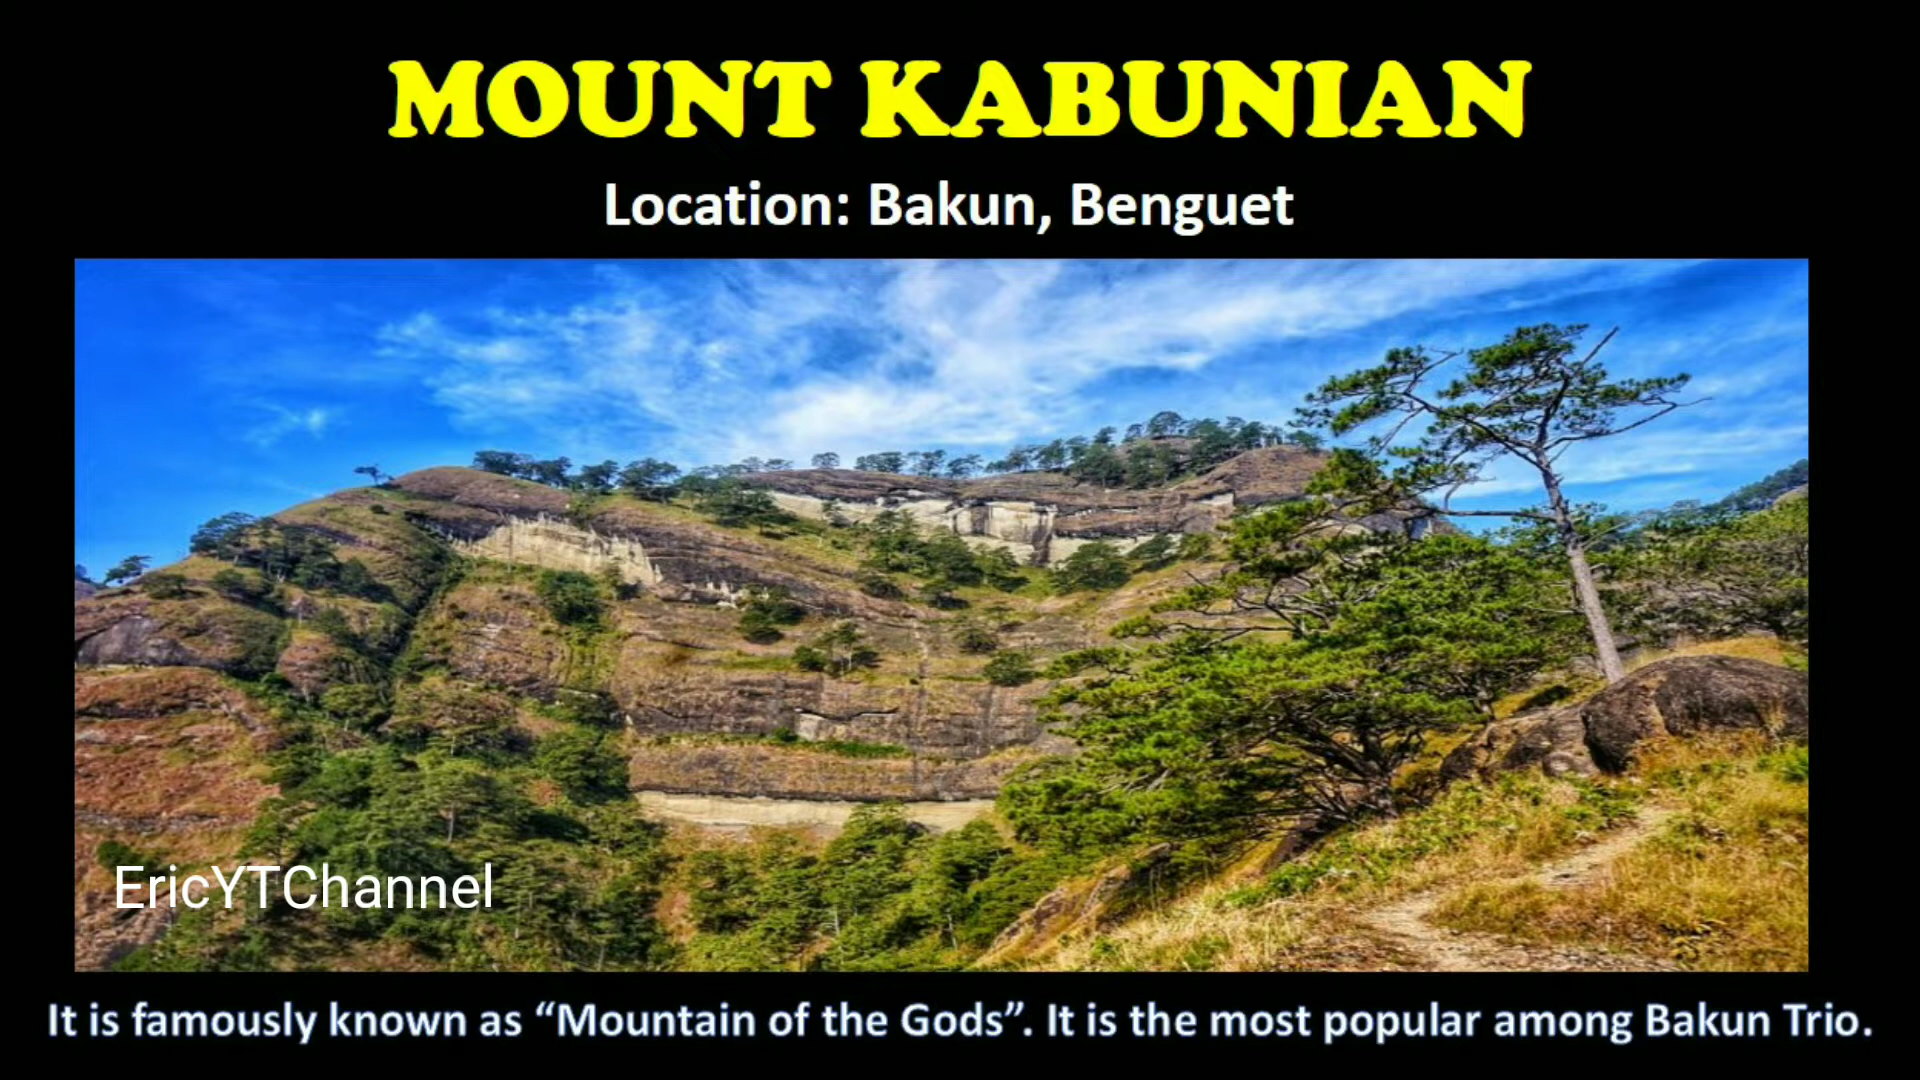 MOUNT KABUNIAN
Location: Bakun, Benguet
EricYTChannel
It is famously known as “Mountain of the Gods”. It is the most popular among Bakun Trio.